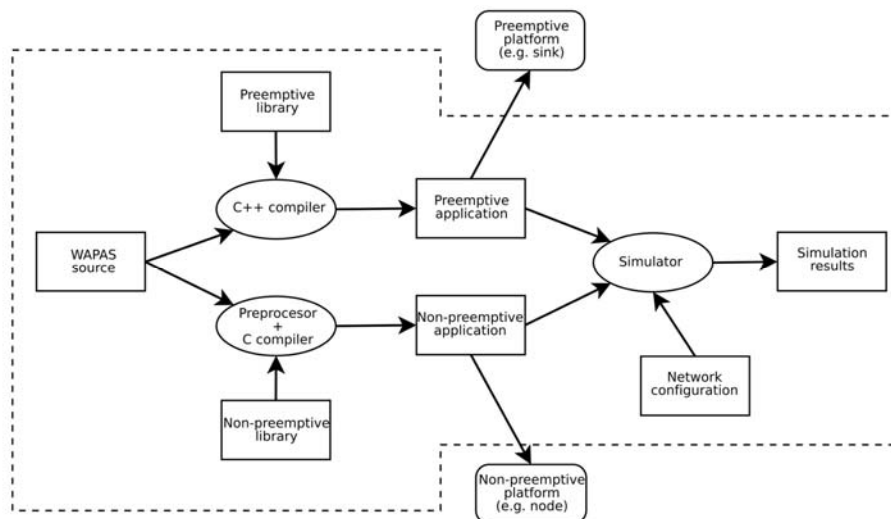 Preemptive
platform
(e.g. sink)
Preemptive
library
C++ compiler
Preemptive
application
WAPAS
source
Simulator
Simulation
results
Preprocesor
+
C compiler
Non-preemptive
application
Network
configuration
Non-preemptive
library
Non-preemptive
platform
(e.g. node)